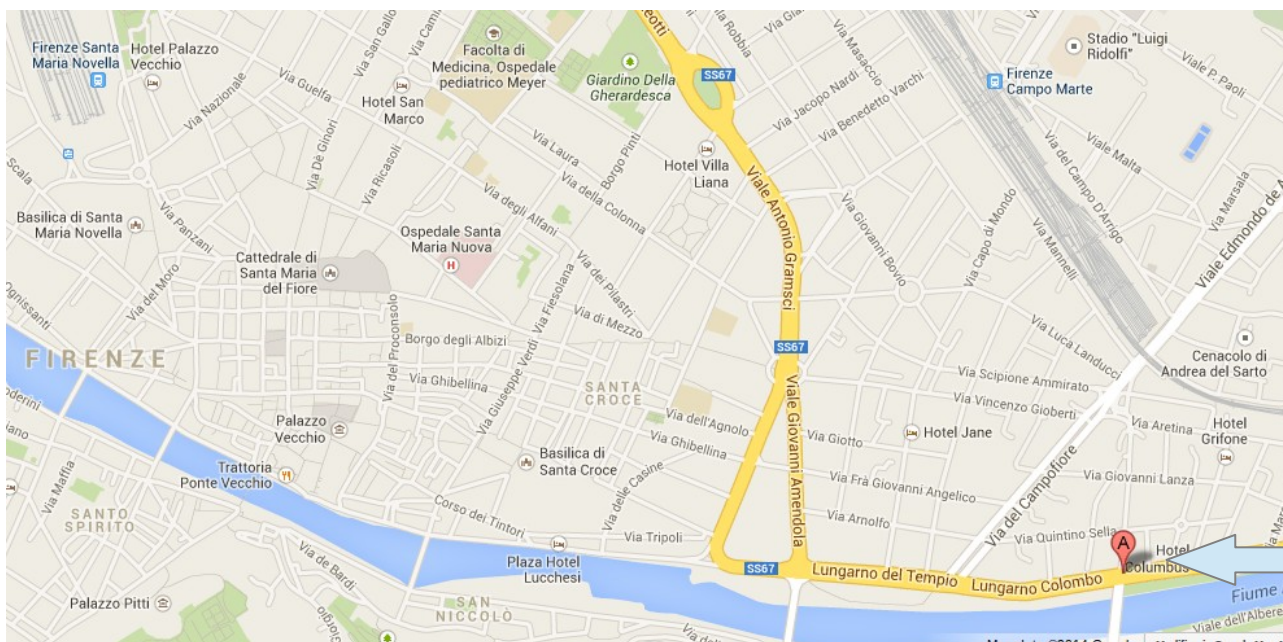 Firenze Santa
Maria Novella
Hotel Palazzo
Vecchio
Via San Gallo
Facolta di
Medicina, Ospedale
pediatrico Meyer
Giardino Della
Gherardesca
SS67
Via Masaccio
Stadio "Luigi
Ridolfi"
Viale P. Paoli
Firenze
Campo Marte
Via Nazionale
Via Guelfa
Hotel San
Marco
Via Jacopo Nardi
Via Benedetto Varchi
Viale Malta
Scala
Via Dè Ginori
Via Ricasoli
Via Laura
Borgo Pinti
Hotel Villa
Liana
Via del Campo D'Arrigo
Via Marsala
Basilica di Santa
Maria Novella
Via Panzani
Via degli Alfani
Via della Colonna
Viale Antonio Gramsci
Via Giovanni Bovio
Via Capo di Mondo
Via Mannelli
Viale Edmondo de A
Ospedale Santa
Maria Nuova
H
Cattedrale di
Santa Maria
del Fiore
Via del Moro
Via dei Pilastri
Via Fiesolana
Via di Mezzo
Ognissanti
Via del Proconsolo
Borgo degli Albizi
Via Giuseppe Verdi
SS67
Via Luca Landucci
Cenacolo di
Andrea del Sarto
FIRENZE
Via Ghibellina
SANTA
CROCE
Viale Giovanni Amendola
Via Scipione Ammirato
Via Vincenzo Gioberti
Via Aretina
Hotel
Grifone
Palazzo
Vecchio
Via dell'Agnolo
Via Ghibellina
Via Giotto
Hotel Jane
Via del Campofiore
Via Maffia
Trattoria
Ponte Vecchio
Basilica di
Santa Croce
Via delle Casine
Via Frà Giovanni Angelico
Via Giovanni Lanza
SANTO
SPIRITO
Corso dei Tintori
Via Tripoli
Via Arnolfo
Via Quintino Sella
A
Hotel
Columbus
Via de Bardi
Plaza Hotel
Lucchesi
SS67
Lungarno del Tempio
Lungarno Colombo
Fiume
Palazzo Pitti
SAN
NICCOLÒ
Viale dell'Albere